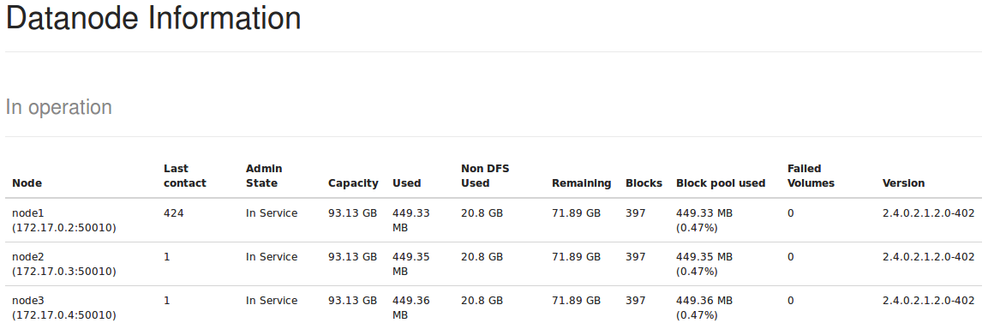 Datanode Information
In operation
Node Last contact Admin State Capacity Used Non DFS Used Remaining Blocks Block pool used Failed Volumes Version
node1 (172.17.0.2:50010) 424 In Service 93.13 GB 449.33 MB 20.8 GB 71.89 GB 397 449.33 MB (0.47%) 0 2.4.0.2.1.2.0-402
node2 (172.17.0.3:50010) 1 In Service 93.13 GB 449.35 MB 20.8 GB 71.89 GB 397 449.35 MB (0.47%) 0 2.4.0.2.1.2.0-402
node3 (172.17.0.4:50010) 1 In Service 93.13 GB 449.36 MB 20.8 GB 71.89 GB 397 449.36 MB (0.47%) 0 2.4.0.2.1.2.0-402